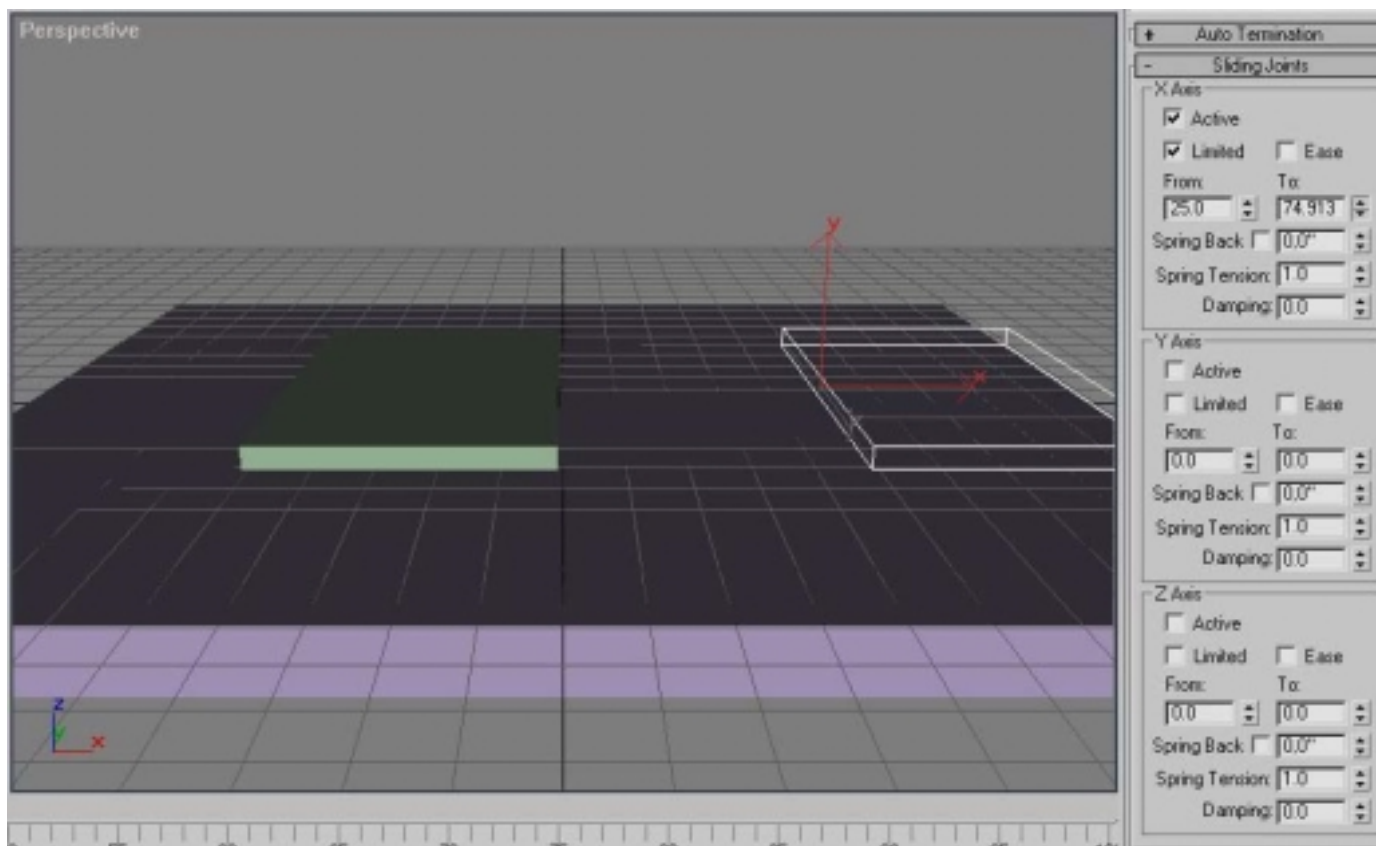 Perspective
y
x
z
y
x
+ Auto Termination
- Sliding Joints
X Axis
Active
Limited Ease
From: To:
25.0 74.913
Spring Back 0.0"
Spring Tension: 1.0
Damping: 0.0
Y Axis
Active
Limited Ease
From: To:
0.0 0.0
Spring Back 0.0"
Spring Tension: 1.0
Damping: 0.0
Z Axis
Active
Limited Ease
From: To:
0.0 0.0
Spring Back 0.0"
Spring Tension: 1.0
Damping: 0.0